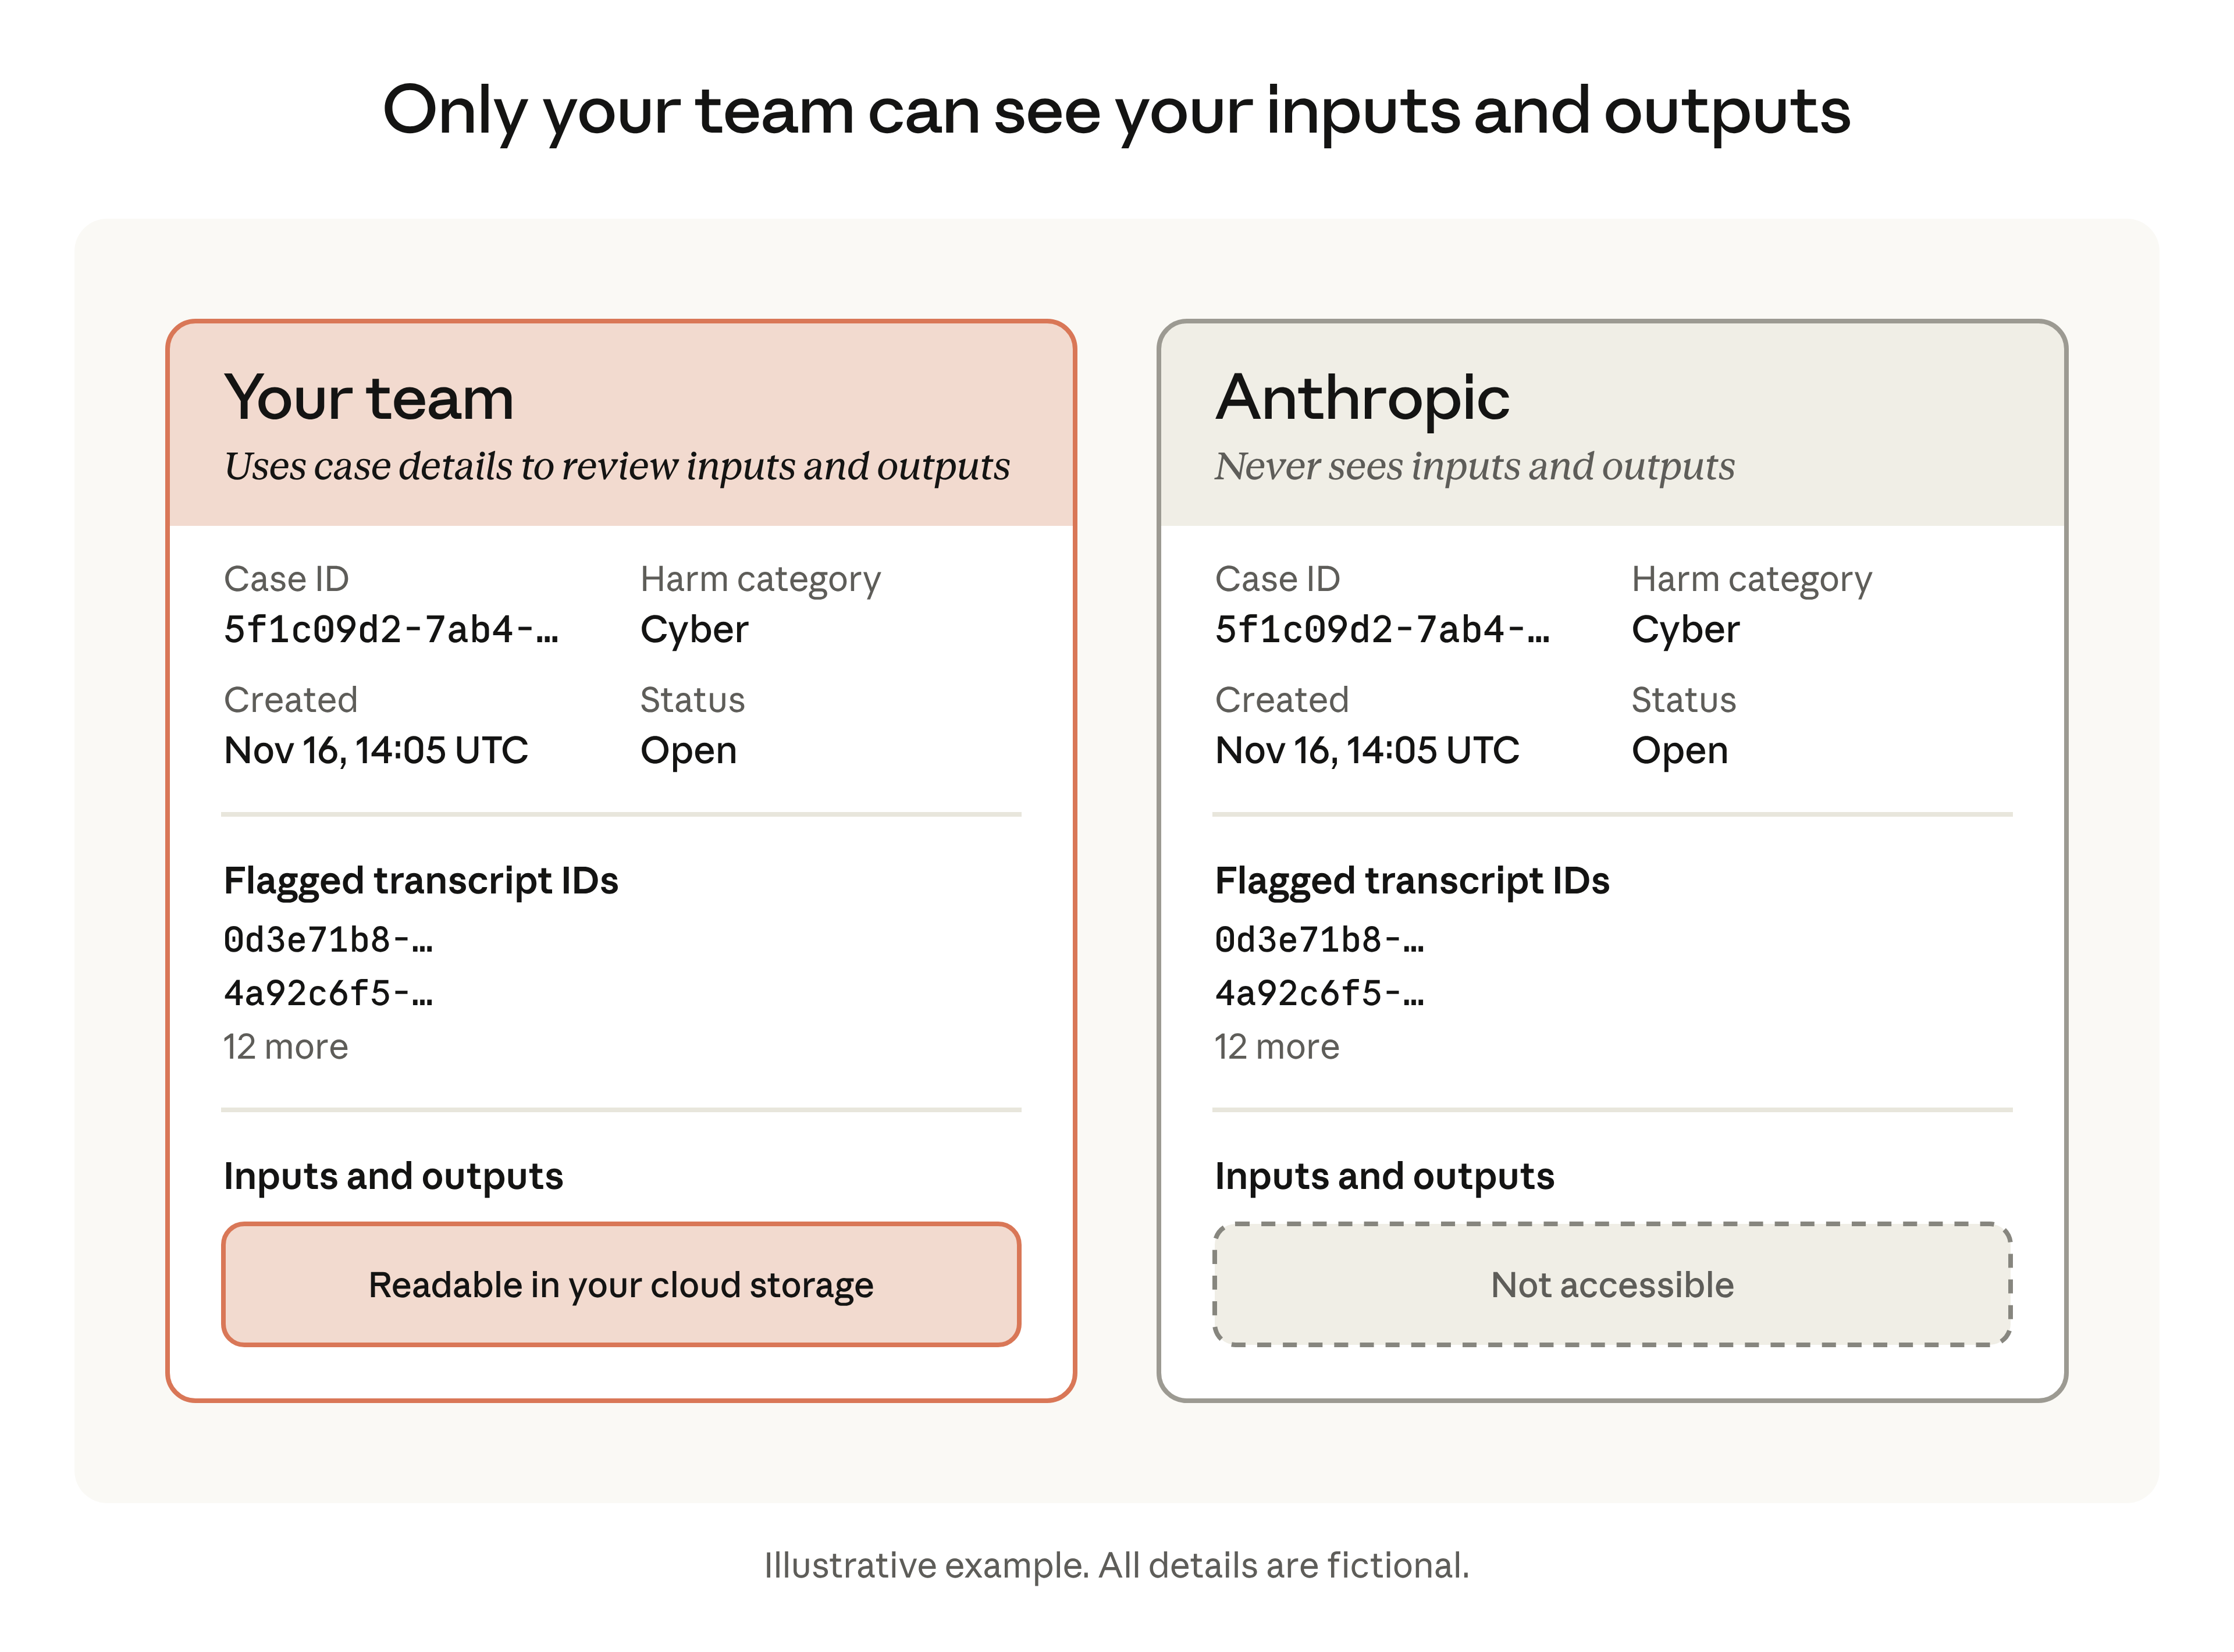 Only your team can see your inputs and outputs
Your team
Uses case details to review inputs and outputs
Case ID
5f1c09d2-7ab4-…
Harm category
Cyber
Created
Nov 16, 14:05 UTC
Status
Open
Flagged transcript IDs
0d3e71b8-…
4a92c6f5-…
12 more
Inputs and outputs
Readable in your cloud storage
Anthropic
Never sees inputs and outputs
Case ID
5f1c09d2-7ab4-…
Harm category
Cyber
Created
Nov 16, 14:05 UTC
Status
Open
Flagged transcript IDs
0d3e71b8-…
4a92c6f5-…
12 more
Inputs and outputs
Not accessible
Illustrative example. All details are fictional.